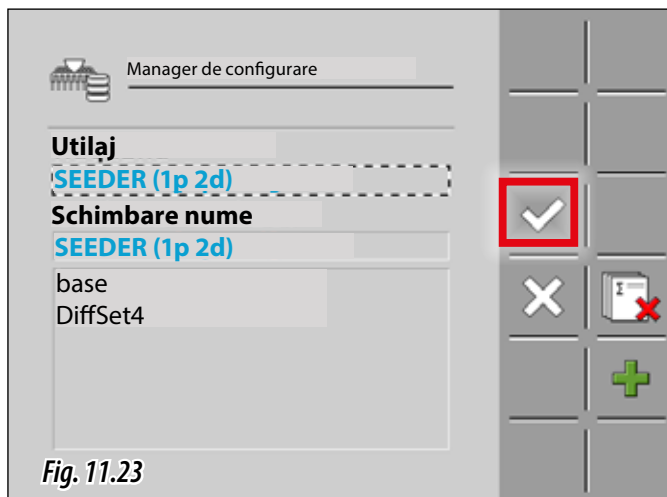 Manager de configurare
Utilaj
SEEDER (1p 2d)
Schimbare nume
SEEDER (1p 2d)
base
DiffSet4
Σ
Fig. 11.23